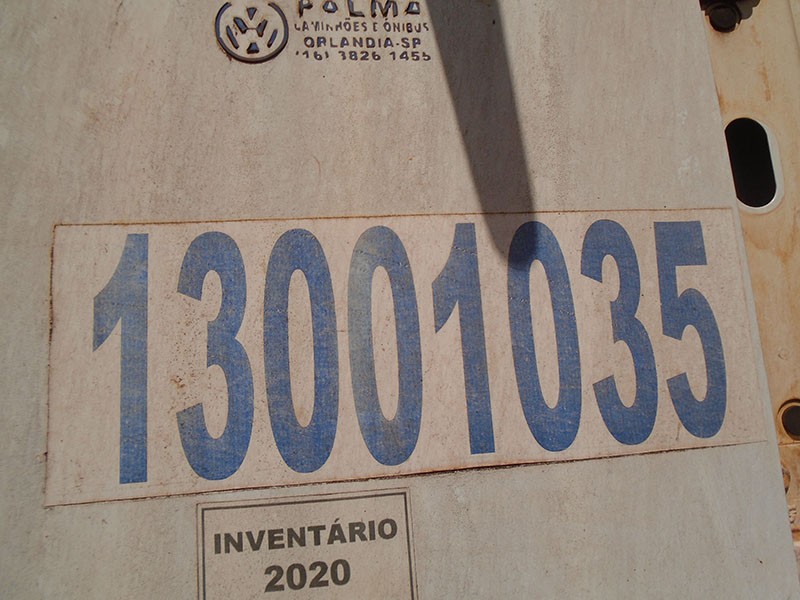 PALMA
CAMINHÕES E ÔNIBUS
ORLANDIA-SP
(16) 3826 1455
13001035
INVENTÁRIO
2020